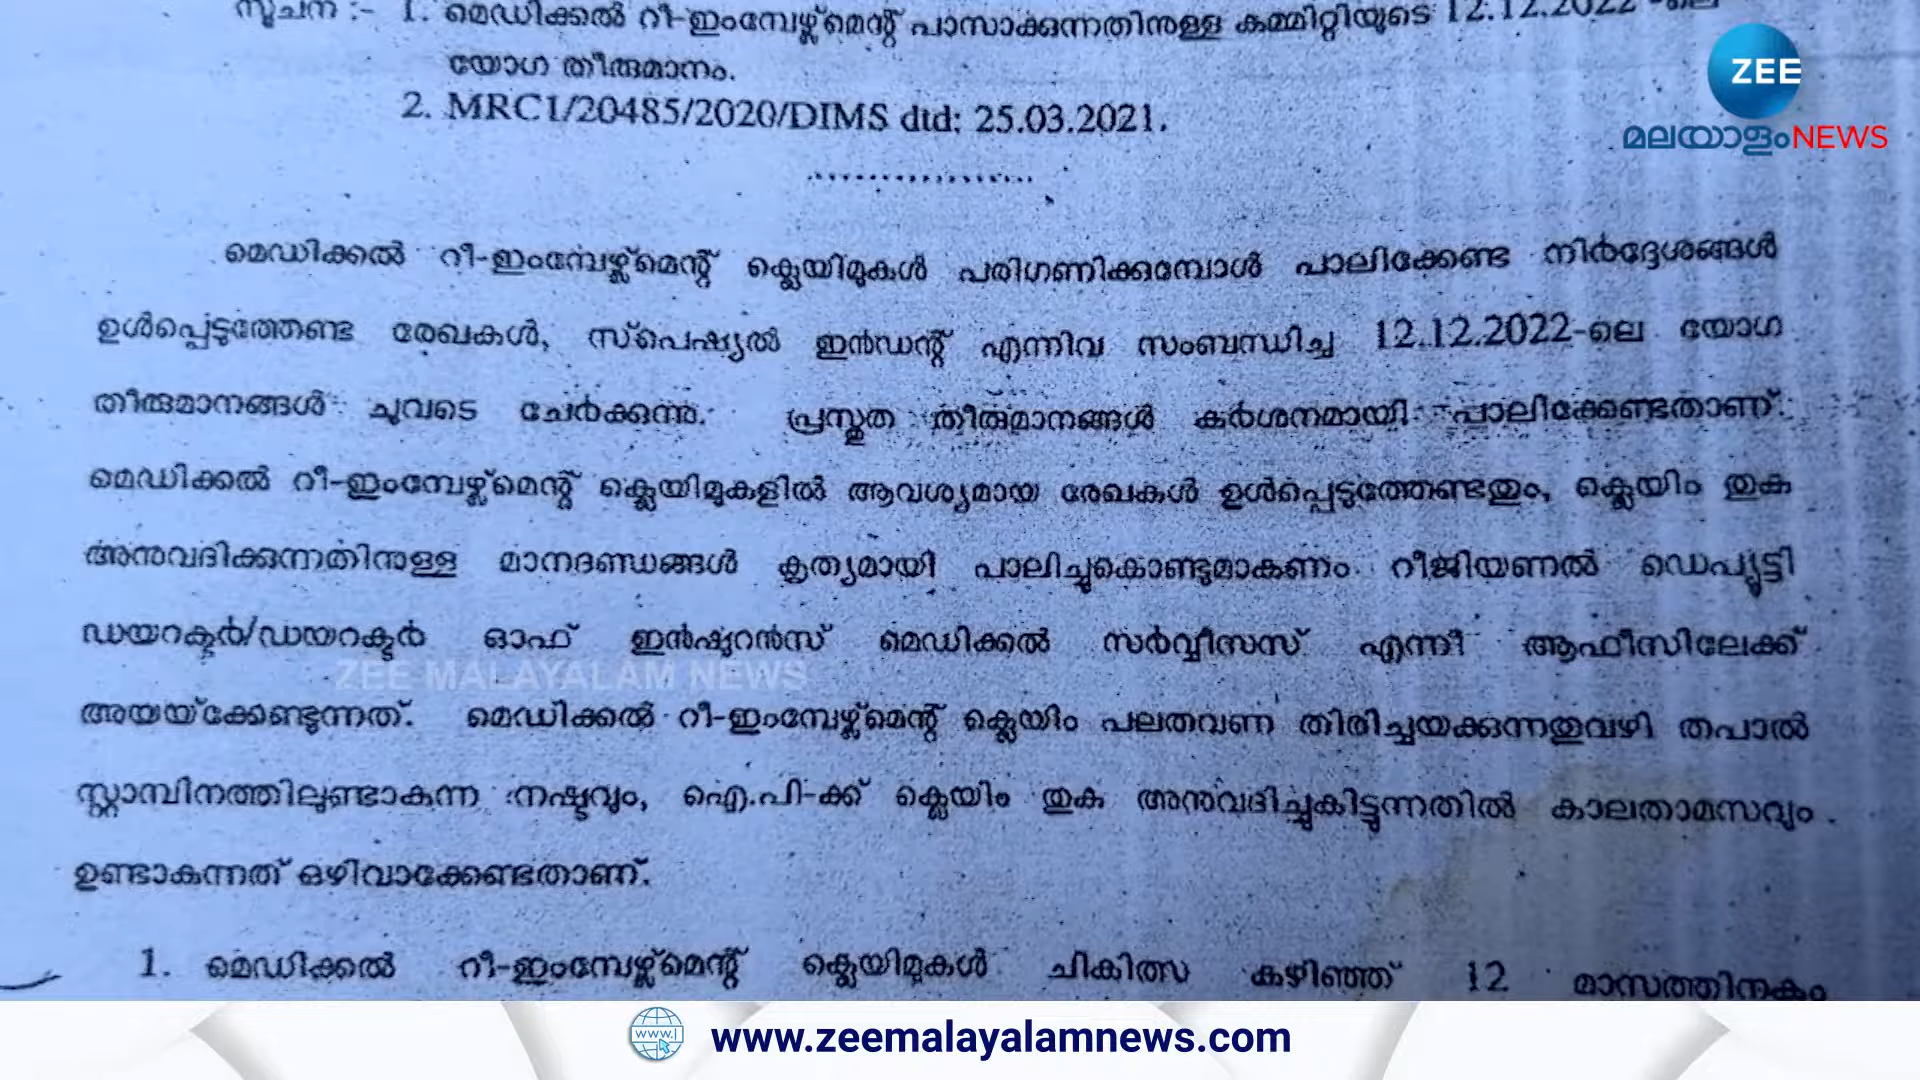 സൂചന :- 1. മെഡിക്കൽ റീ-ഇംമ്പേഴ്സ്മെന്റ് പാസാക്കുന്നതിനുള്ള കമ്മിറ്റിയുടെ 12.12.2022 -ലെ
യോഗ തീരുമാനം.
2. MRC1/20485/2020/DIMS dtd: 25.03.2021.
..................
ZEE
മലയാളംNEWS
മെഡിക്കൽ റീ-ഇംമ്പേഴ്സ്മെന്റ് ക്ലെയിമുകൾ പരിഗണിക്കുമ്പോൾ പാലിക്കേണ്ട നിർദ്ദേശങ്ങൾ
ഉൾപ്പെടുത്തേണ്ട രേഖകൾ, സ്പെഷ്യൽ ഇൻഡന്റ് എന്നിവ സംബന്ധിച്ച 12.12.2022-ലെ യോഗ
തീരുമാനങ്ങൾ ചുവടെ ചേർക്കുന്നു. പ്രസ്തുത തീരുമാനങ്ങൾ കർശനമായി പാലിക്കേണ്ടതാണ്.
മെഡിക്കൽ റീ-ഇംമ്പേഴ്സ്മെന്റ് ക്ലെയിമുകളിൽ ആവശ്യമായ രേഖകൾ ഉൾപ്പെടുത്തേണ്ടതും, ക്ലെയിം തുക
അനുവദിക്കുന്നതിനുള്ള മാനദണ്ഡങ്ങൾ കൃത്യമായി പാലിച്ചുകൊണ്ടുമാകണം റീജിയണൽ ഡെപ്യൂട്ടി
ഡയറക്ടർ/ഡയറക്ടർ ഓഫ് ഇൻഷുറൻസ് മെഡിക്കൽ സർവ്വീസസ് എന്നീ ആഫീസിലേക്ക്
ZEE MALAYALAM NEWS
അയയ്ക്കേണ്ടുന്നത്. മെഡിക്കൽ റീ-ഇംമ്പേഴ്സ്മെന്റ് ക്ലെയിം പലതവണ തിരിച്ചയക്കുന്നതുവഴി തപാൽ
സ്റ്റാമ്പിനത്തിലുണ്ടാകുന്ന നഷ്ടവും, ഐ.പി-ക്ക് ക്ലെയിം തുക അനുവദിച്ചുകിട്ടുന്നതിൽ കാലതാമസവും
ഉണ്ടാകുന്നത് ഒഴിവാക്കേണ്ടതാണ്.
1. മെഡിക്കൽ റീ-ഇംമ്പേഴ്സ്മെന്റ് ക്ലെയിമുകൾ ചികിത്സ കഴിഞ്ഞ് 12 മാസത്തിനകം
www.zeemalayalamnews.com